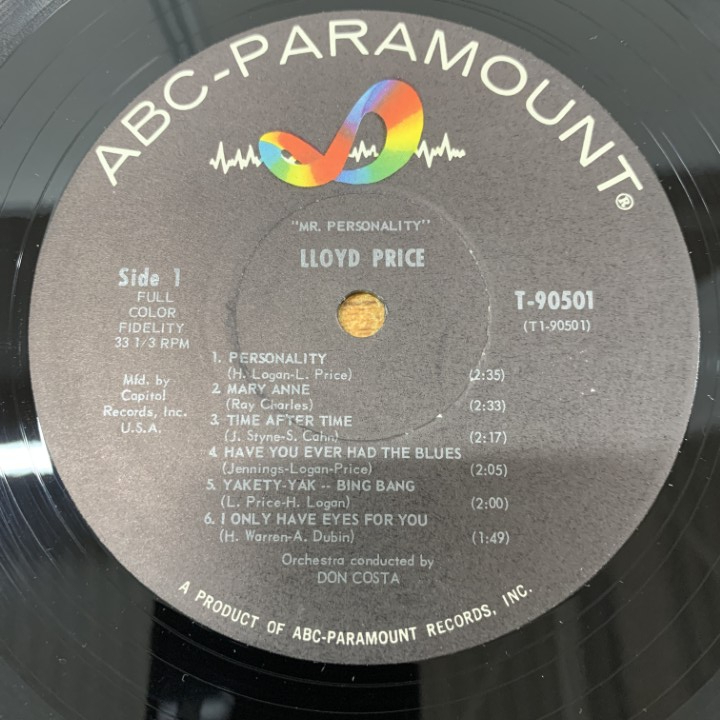 ABC-PARAMOUNT®
"MR. PERSONALITY"
LLOYD PRICE
Side 1
FULL
COLOR
FIDELITY
33 1/3 RPM
T-90501
(T1-90501)
Mfd. by
Capitol
Records, Inc.
U.S.A.
1. PERSONALITY
(H. Logan-L. Price) (2:35)
2. MARY ANNE
(Ray Charles) (2:33)
3. TIME AFTER TIME
(J. Styne-S. Cahn) (2:17)
4. HAVE YOU EVER HAD THE BLUES
(Jennings-Logan-Price) (2:05)
5. YAKETY-YAK -- BING BANG
(L. Price-H. Logan) (2:00)
6. I ONLY HAVE EYES FOR YOU
(H. Warren-A. Dubin) (1:49)
Orchestra conducted by
DON COSTA
A PRODUCT OF ABC-PARAMOUNT RECORDS, INC.